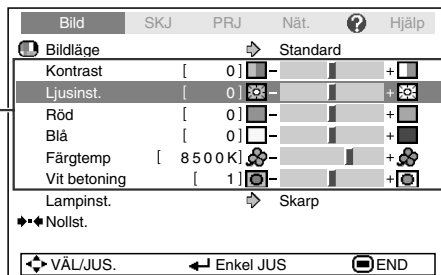 Bild SKJ PRJ Nät. ? Hjälp
Bildläge Standard
Kontrast [ 0] - +
Ljusinst. [ 0] - +
Röd [ 0] - +
Blå [ 0] - +
Färgtemp [ 8500K] - +
Vit betoning [ 1] - +
Lampinst. Skarp
Nollst.
VÄL/JUS. Enkel JUS END